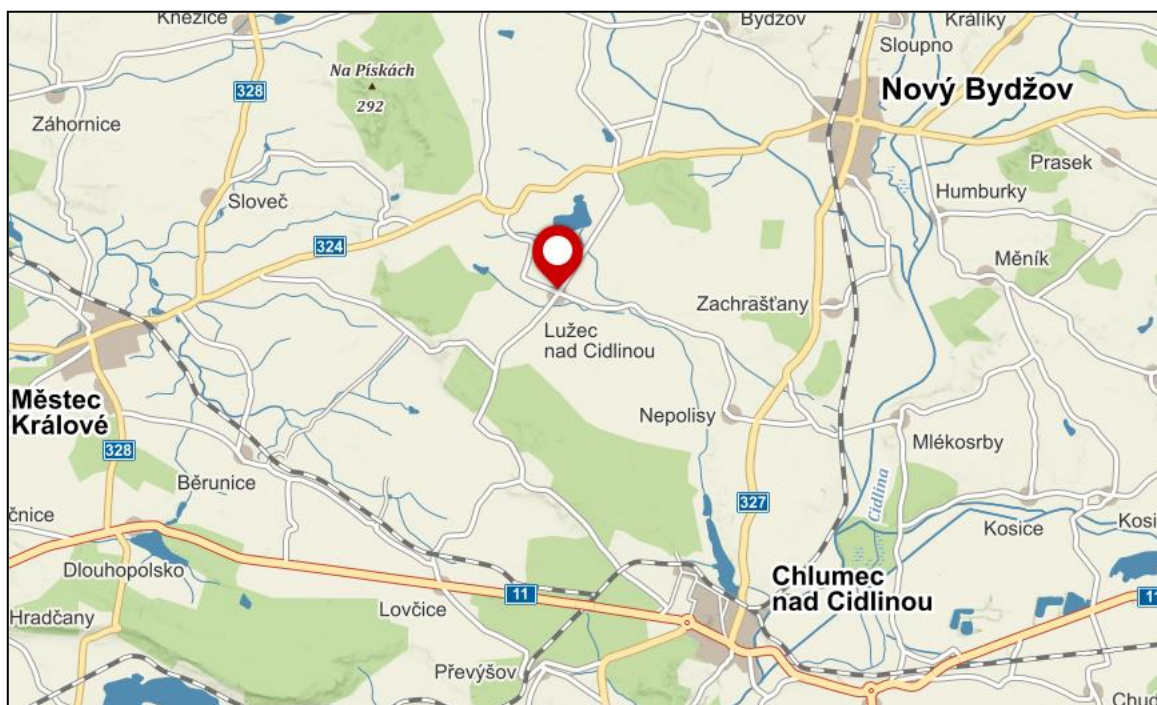 Kněžice
Bydžov
Králíky
Sloupno
Na Pískách
292
328
Nový Bydžov
Záhornice
Prasek
Humburky
Sloveč
324
Měník
Zachrašťany
Lužec
nad Cidlinou
Městec
Králové
Nepolisy
Mlékosrby
328
Běrunice
327
Cidlina
čnice
Kosice
Kosi
Dlouhopolsko
Chlumec
nad Cidlinou
11
11
Hradčany
Lovčice
Převýšov
Chud